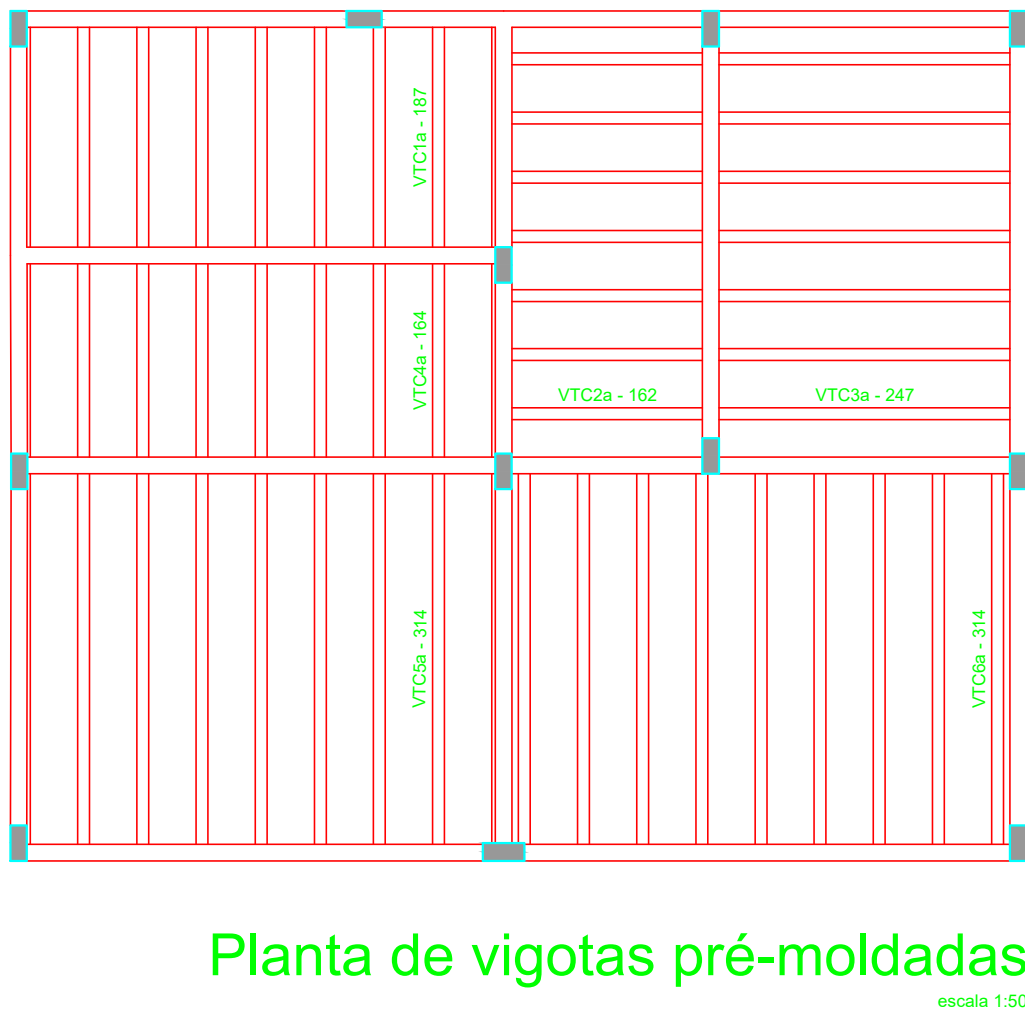 VTC1a - 187
VTC4a - 164
VTC2a - 162
VTC3a - 247
VTC5a - 314
VTC6a - 314
Planta de vigotas pré-moldadas
escala 1:50